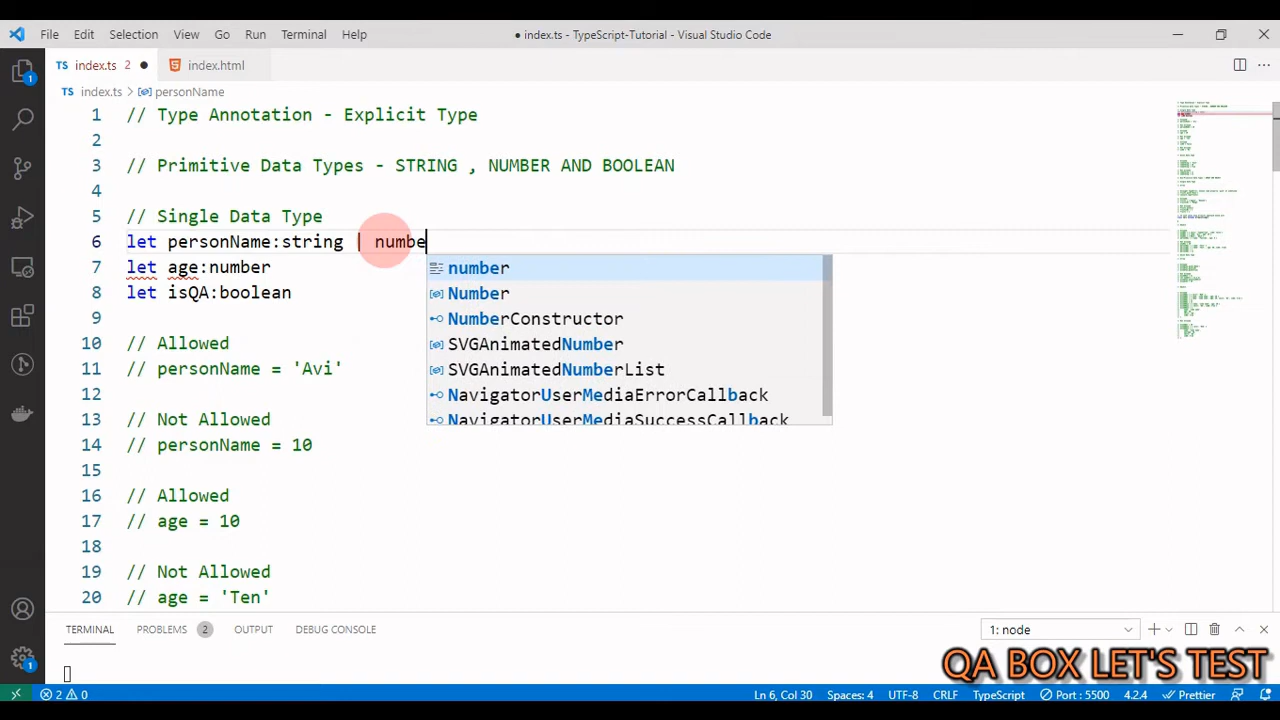 File Edit Selection View Go Run Terminal Help
● index.ts - TypeScript-Tutorial - Visual Studio Code
TS index.ts 2 ●
index.html
TS index.ts > personName
1 // Type Annotation - Explicit Type
2
3 // Primitive Data Types - STRING , NUMBER AND BOOLEAN
4
5 // Single Data Type
6 let personName:string | numbe
7 let age:number
8 let isQA:boolean
9
10 // Allowed
11 // personName = 'Avi'
12
13 // Not Allowed
14 // personName = 10
15
16 // Allowed
17 // age = 10
18
19 // Not Allowed
20 // age = 'Ten'
number
Number
NumberConstructor
SVGAnimatedNumber
SVGAnimatedNumberList
NavigatorUserMediaErrorCallback
NavigatorUserMediaSuccessCallback
TERMINAL PROBLEMS 2 OUTPUT DEBUG CONSOLE
1: node
QA BOX LET'S TEST
2 0
Ln 6, Col 30 Spaces: 4 UTF-8 CRLF TypeScript Port : 5500 4.2.4 Prettier
1
1